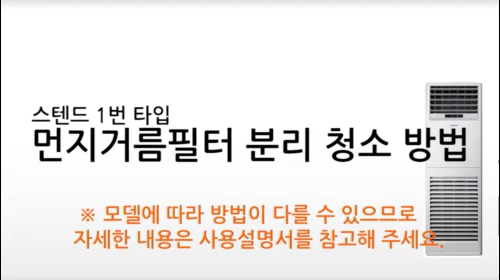 스텐드 1번 타입
먼지거름필터 분리 청소 방법
※ 모델에 따라 방법이 다를 수 있으므로
자세한 내용은 사용설명서를 참고해 주세요.